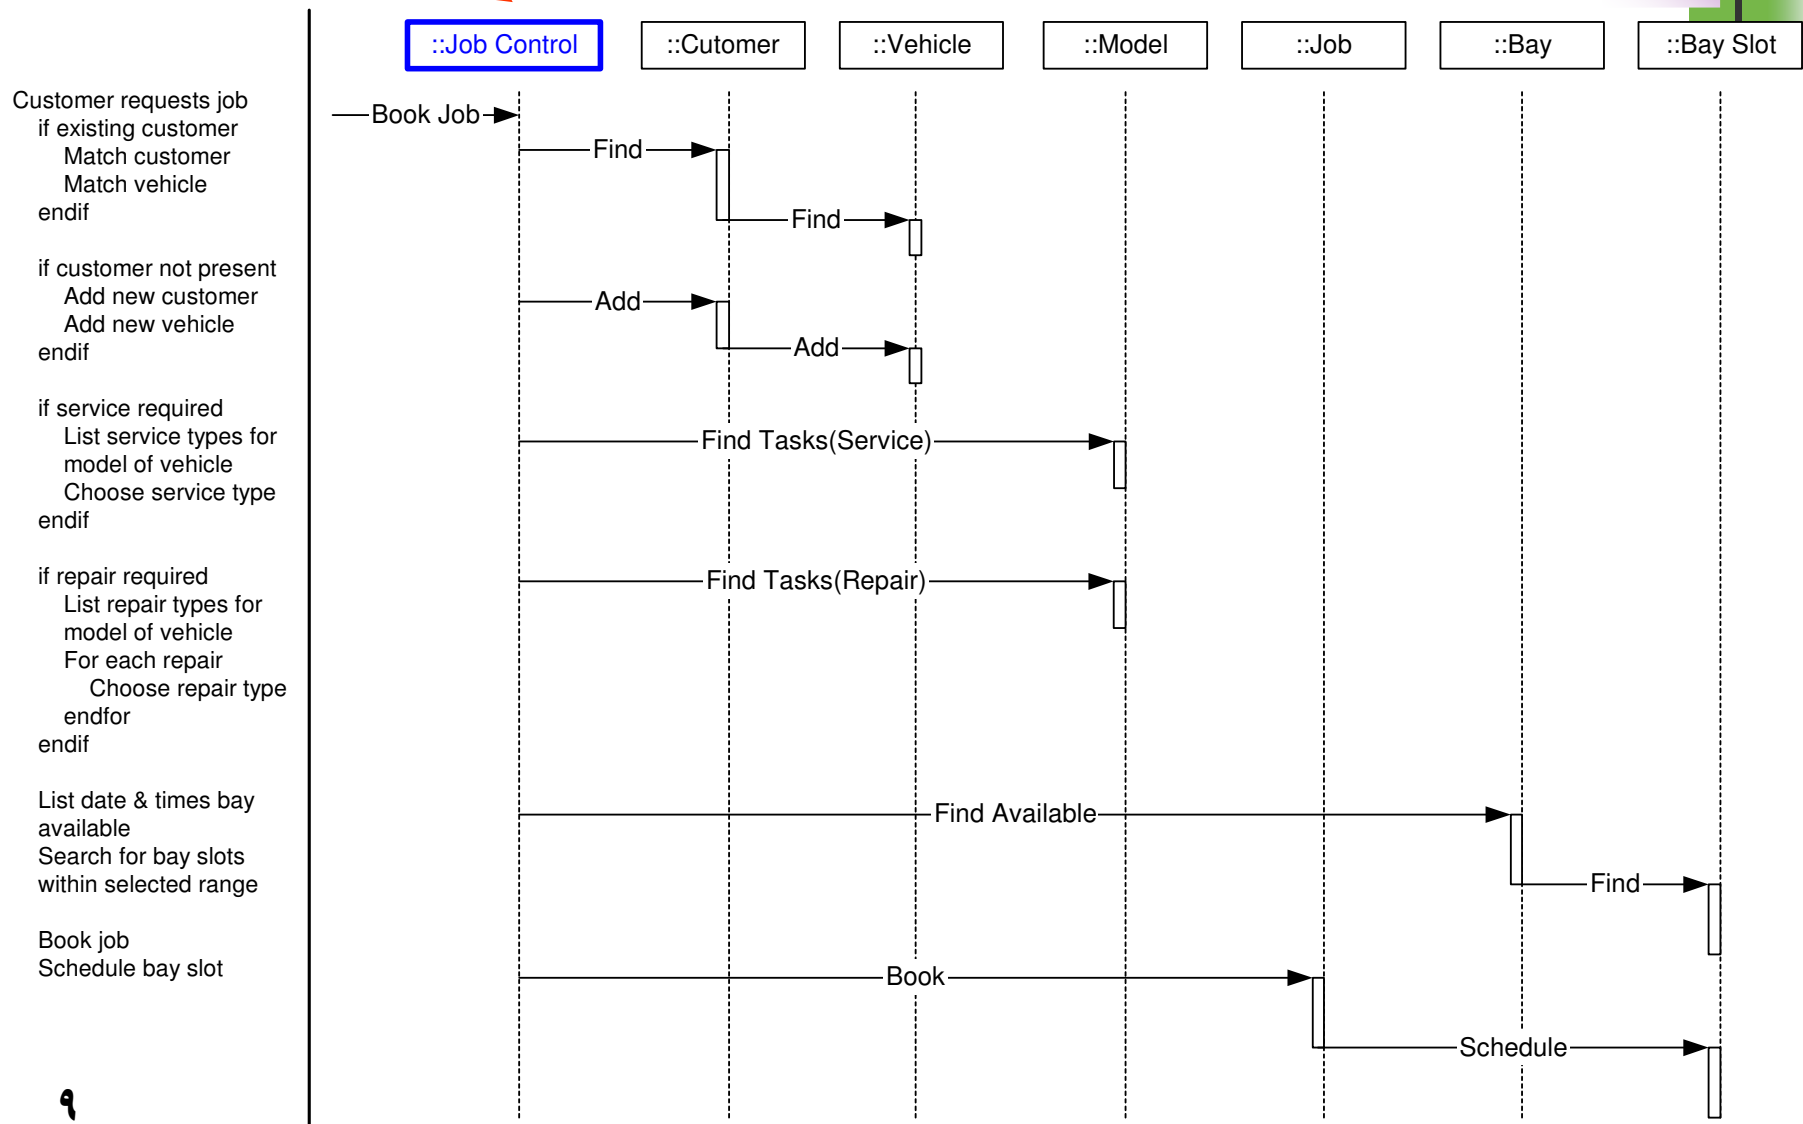 ::Job Control
::Cutomer
::Vehicle
::Model
::Job
::Bay
::Bay Slot
Customer requests job
if existing customer
Match customer
Match vehicle
endif
if customer not present
Add new customer
Add new vehicle
endif
if service required
List service types for
model of vehicle
Choose service type
endif
if repair required
List repair types for
model of vehicle
For each repair
Choose repair type
endfor
endif
List date & times bay
available
Search for bay slots
within selected range
Book job
Schedule bay slot
Book Job
Find
Find
Add
Add
Find Tasks(Service)
Find Tasks(Repair)
Find Available
Find
Book
Schedule
٩